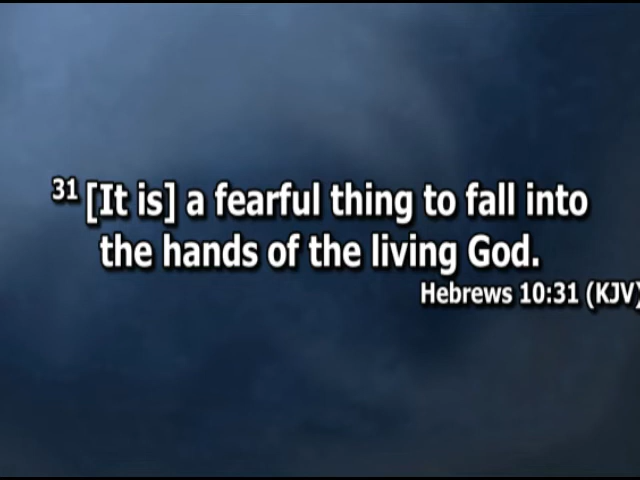 31 [It is] a fearful thing to fall into
the hands of the living God.
Hebrews 10:31 (KJV)